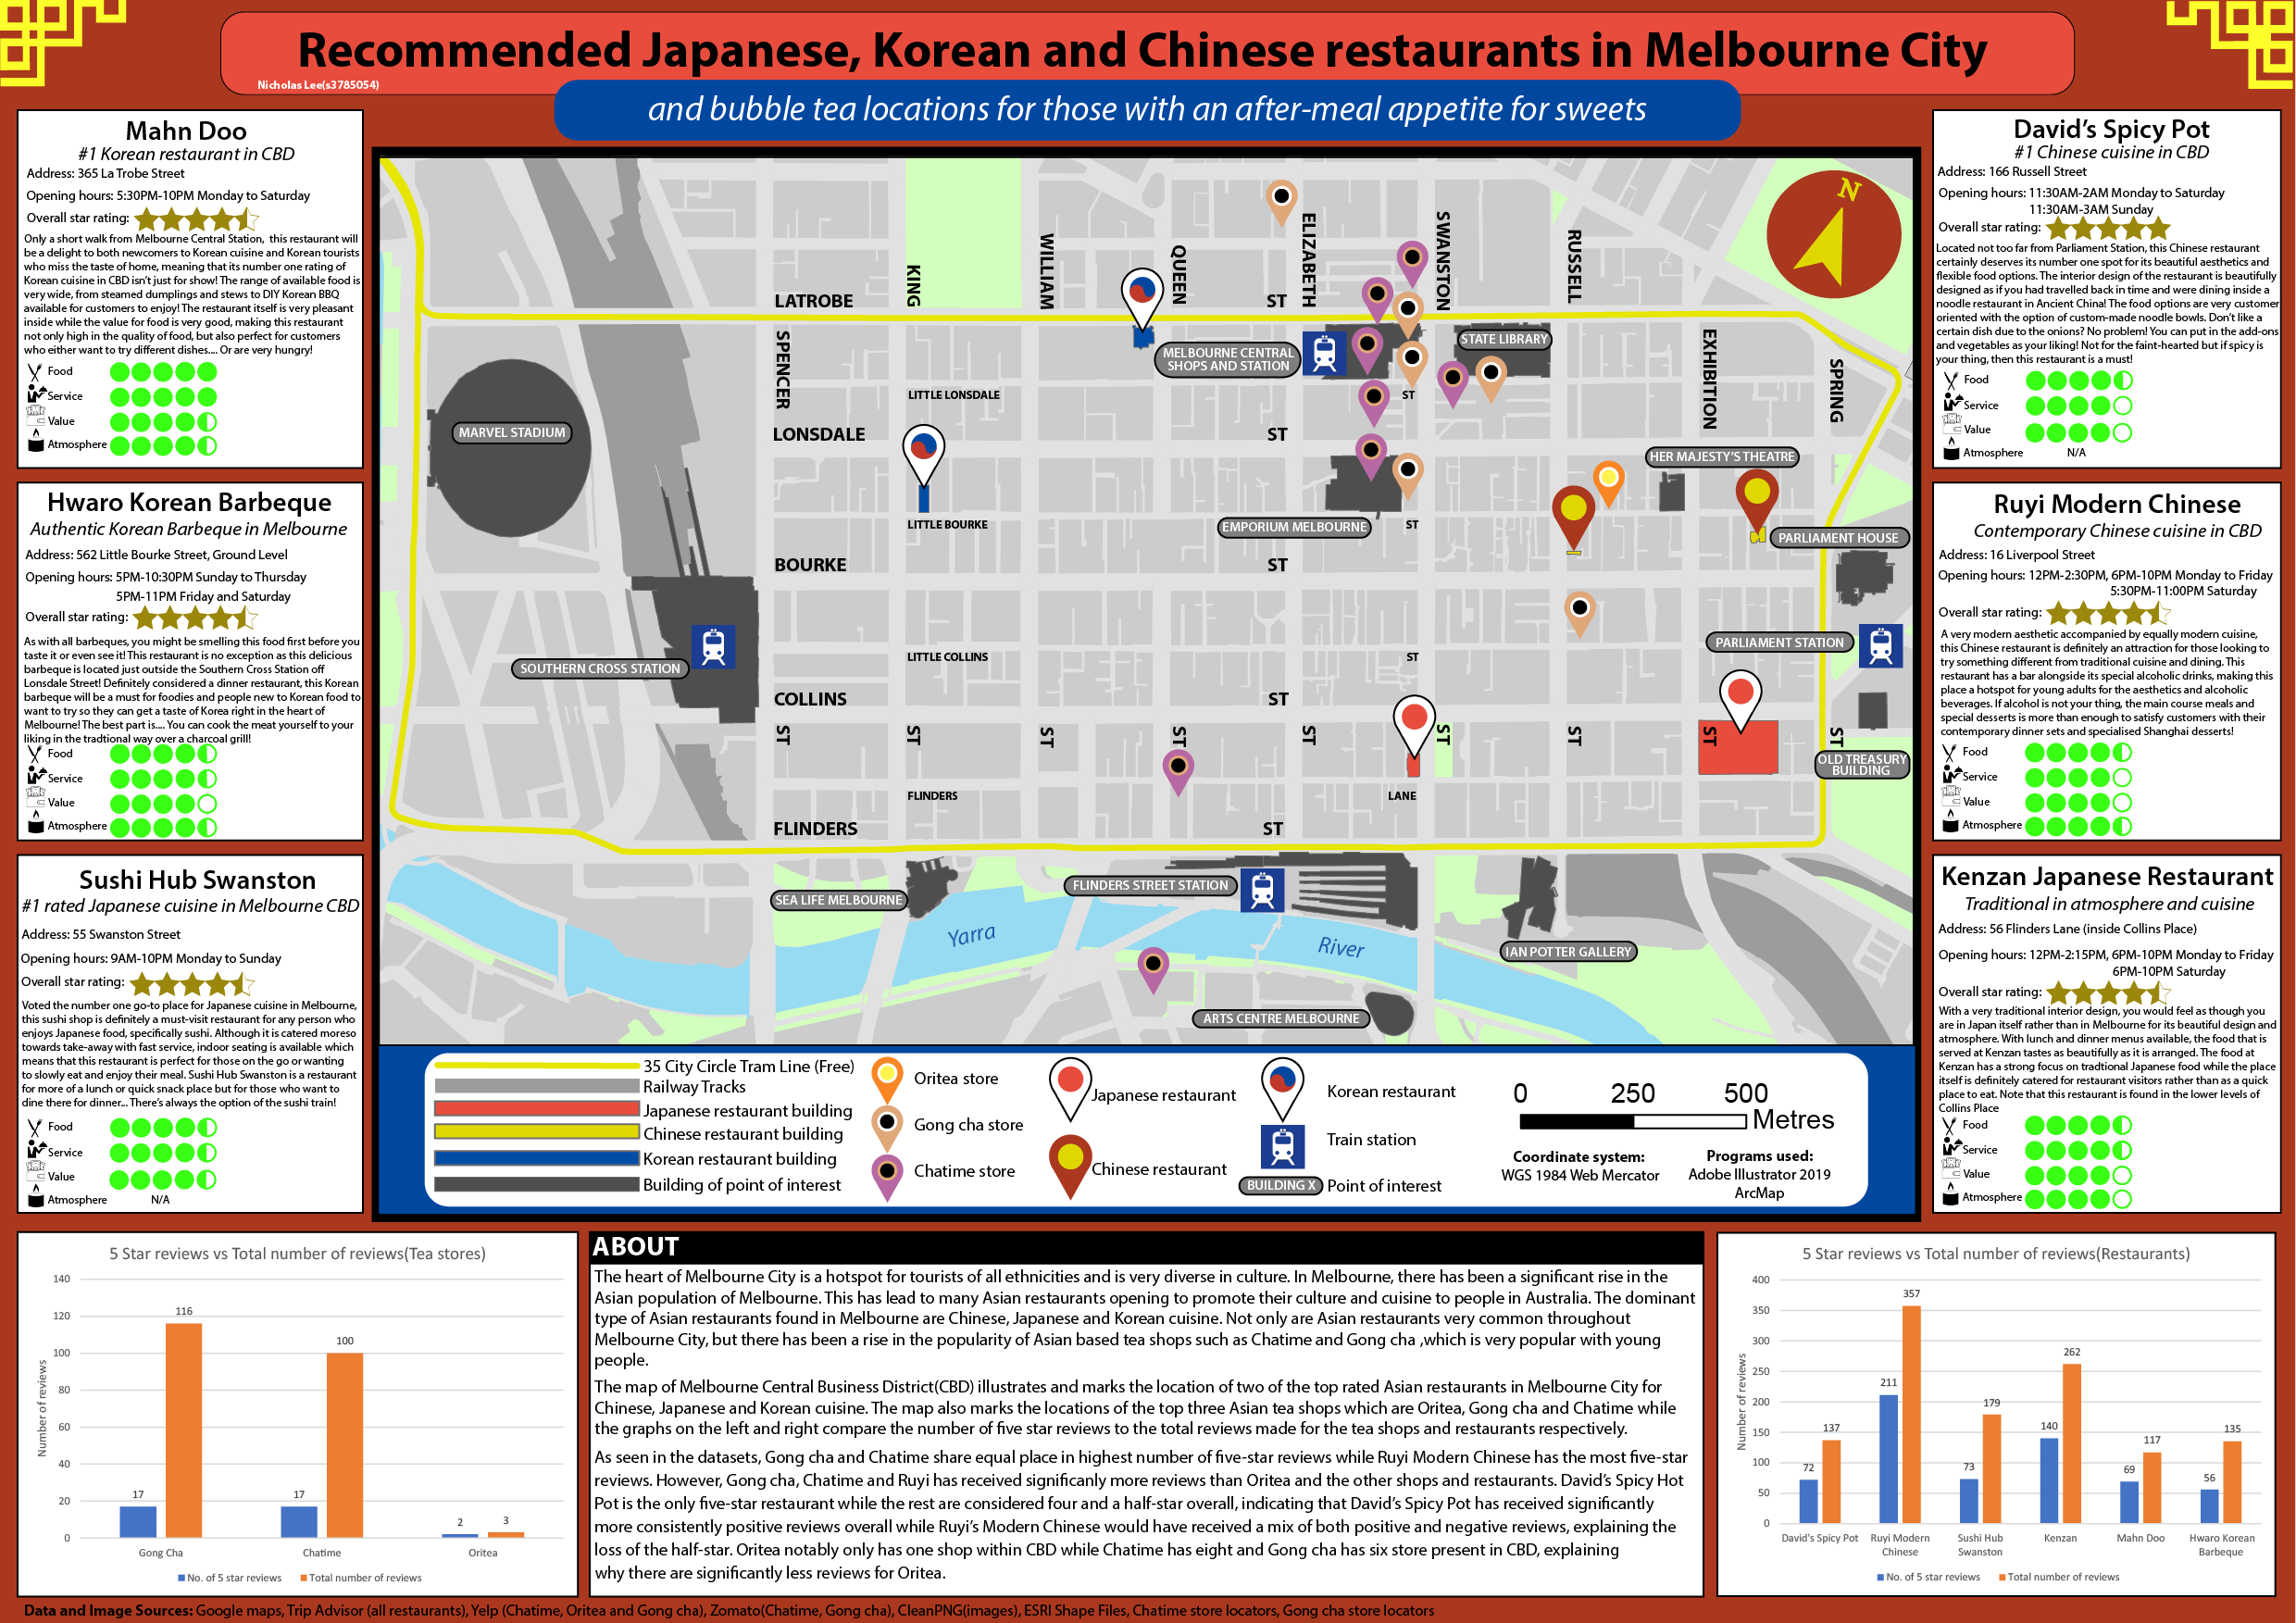 Recommended Japanese, Korean and Chinese restaurants in Melbourne City
Nicholas Lee(s3785054)
and bubble tea locations for those with an after-meal appetite for sweets
Mahn Doo
#1 Korean restaurant in CBD
Address: 365 La Trobe Street
Opening hours: 5:30PM-10PM Monday to Saturday
Overall star rating:
Only a short walk from Melbourne Central Station, this restaurant will
be a delight to both newcomers to Korean cuisine and Korean tourists
who miss the taste of home, meaning that its number one rating of
Korean cuisine in CBD isn't just for show! The range of available food is
very wide, from steamed dumplings and stews to DIY Korean BBQ
available for customers to enjoy! The restaurant itself is very pleasant
inside while the value for food is very good, making this restaurant
not only high in the quality of food, but also perfect for customers
who either want to try different dishes.... Or are very hungry!
Food
Service
Value
Atmosphere
Hwaro Korean Barbeque
Authentic Korean Barbeque in Melbourne
Address: 562 Little Bourke Street, Ground Level
Opening hours: 5PM-10:30PM Sunday to Thursday
5PM-11PM Friday and Saturday
Overall star rating:
As with all barbeques, you might be smelling this food first before you
taste it or even see it! This restaurant is no exception as this delicious
barbeque is located just outside the Southern Cross Station off
Lonsdale Street! Definitely considered a dinner restaurant, this Korean
barbeque will be a must for foodies and people new to Korean food to
want to try so they can get a taste of Korea right in the heart of
Melbourne! The best part is.... You can cook the meat yourself to your
liking in the tradtional way over a charcoal grill!
Food
Service
Value
Atmosphere
Sushi Hub Swanston
#1 rated Japanese cuisine in Melbourne CBD
Address: 55 Swanston Street
Opening hours: 9AM-10PM Monday to Sunday
Overall star rating:
Voted the number one go-to place for Japanese cuisine in Melbourne,
this sushi shop is definitely a must-visit restaurant for any person who
enjoys Japanese food, specifically sushi. Although it is catered moreso
towards take-away with fast service, indoor seating is available which
means that this restaurant is perfect for those on the go or wanting
to slowly eat and enjoy their meal. Sushi Hub Swanston is a restaurant
for more of a lunch or quick snack place but for those who want to
dine there for dinner... There's always the option of the sushi train!
Food
Service
Value
Atmosphere N/A
N
LATROBE ST
LITTLE LONSDALE ST
LONSDALE ST
LITTLE BOURKE ST
BOURKE ST
LITTLE COLLINS ST
COLLINS ST
FLINDERS LANE
FLINDERS ST
SPENCER ST
KING ST
WILLIAM ST
QUEEN ST
ELIZABETH ST
SWANSTON ST
RUSSELL ST
EXHIBITION ST
SPRING ST
MARVEL STADIUM
MELBOURNE CENTRAL
SHOPS AND STATION
STATE LIBRARY
HER MAJESTY'S THEATRE
EMPORIUM MELBOURNE
PARLIAMENT HOUSE
PARLIAMENT STATION
SOUTHERN CROSS STATION
OLD TREASURY
BUILDING
SEA LIFE MELBOURNE
FLINDERS STREET STATION
IAN POTTER GALLERY
ARTS CENTRE MELBOURNE
Yarra River
35 City Circle Tram Line (Free)
Railway Tracks
Japanese restaurant building
Chinese restaurant building
Korean restaurant building
Building of point of interest
Oritea store
Gong cha store
Chatime store
Japanese restaurant
Chinese restaurant
Korean restaurant
Train station
BUILDING X Point of interest
0 250 500
Metres
Coordinate system:
WGS 1984 Web Mercator
Programs used:
Adobe Illustrator 2019
ArcMap
David's Spicy Pot
#1 Chinese cuisine in CBD
Address: 166 Russell Street
Opening hours: 11:30AM-2AM Monday to Saturday
11:30AM-3AM Sunday
Overall star rating:
Located not too far from Parliament Station, this Chinese restaurant
certainly deserves its number one spot for its beautiful aesthetics and
flexible food options. The interior design of the restaurant is beautifully
designed as if you had travelled back in time and were dining inside a
noodle restaurant in Ancient China! The food options are very customer
oriented with the option of custom-made noodle bowls. Don't like a
certain dish due to the onions? No problem! You can put in the add-ons
and vegetables as your liking! Not for the faint-hearted but if spicy is
your thing, then this restaurant is a must!
Food
Service
Value
Atmosphere N/A
Ruyi Modern Chinese
Contemporary Chinese cuisine in CBD
Address: 16 Liverpool Street
Opening hours: 12PM-2:30PM, 6PM-10PM Monday to Friday
5:30PM-11:00PM Saturday
Overall star rating:
A very modern aesthetic accompanied by equally modern cuisine,
this Chinese restaurant is definitely an attraction for those looking to
try something different from traditional cuisine and dining. This
restaurant has a bar alongside its special alcoholic drinks, making this
place a hotspot for young adults for the aesthetics and alcoholic
beverages. If alcohol is not your thing, the main course meals and
special desserts is more than enough to satisfy customers with their
contemporary dinner sets and specialised Shanghai desserts!
Food
Service
Value
Atmosphere
Kenzan Japanese Restaurant
Traditional in atmosphere and cuisine
Address: 56 Flinders Lane (inside Collins Place)
Opening hours: 12PM-2:15PM, 6PM-10PM Monday to Friday
6PM-10PM Saturday
Overall star rating:
With a very traditional interior design, you would feel as though you
are in Japan itself rather than in Melbourne for its beautiful design and
atmosphere. With lunch and dinner menus available, the food that is
served at Kenzan tastes as beautifully as it is arranged. The food at
Kenzan has a strong focus on tradtional Japanese food while the place
itself is definitely catered for restaurant visitors rather than as a quick
place to eat. Note that this restaurant is found in the lower levels of
Collins Place
Food
Service
Value
Atmosphere
5 Star reviews vs Total number of reviews(Tea stores)
Number of reviews
140
120
100
80
60
40
20
0
17 116
17 100
2 3
Gong Cha Chatime Oritea
No. of 5 star reviews Total number of reviews
ABOUT
The heart of Melbourne City is a hotspot for tourists of all ethnicities and is very diverse in culture. In Melbourne, there has been a significant rise in the
Asian population of Melbourne. This has lead to many Asian restaurants opening to promote their culture and cuisine to people in Australia. The dominant
type of Asian restaurants found in Melbourne are Chinese, Japanese and Korean cuisine. Not only are Asian restaurants very common throughout
Melbourne City, but there has been a rise in the popularity of Asian based tea shops such as Chatime and Gong cha ,which is very popular with young
people.
The map of Melbourne Central Business District(CBD) illustrates and marks the location of two of the top rated Asian restaurants in Melbourne City for
Chinese, Japanese and Korean cuisine. The map also marks the locations of the top three Asian tea shops which are Oritea, Gong cha and Chatime while
the graphs on the left and right compare the number of five star reviews to the total reviews made for the tea shops and restaurants respectively.
As seen in the datasets, Gong cha and Chatime share equal place in highest number of five-star reviews while Ruyi Modern Chinese has the most five-star
reviews. However, Gong cha, Chatime and Ruyi has received significanly more reviews than Oritea and the other shops and restaurants. David's Spicy Hot
Pot is the only five-star restaurant while the rest are considered four and a half-star overall, indicating that David's Spicy Pot has received significantly
more consistently positive reviews overall while Ruyi's Modern Chinese would have received a mix of both positive and negative reviews, explaining the
loss of the half-star. Oritea notably only has one shop within CBD while Chatime has eight and Gong cha has six store present in CBD, explaining
why there are significantly less reviews for Oritea.
5 Star reviews vs Total number of reviews(Restaurants)
Number of reviews
400
350
300
250
200
150
100
50
0
72 137
211 357
73 179
140 262
69 117
56 135
David's Spicy Pot Ruyi Modern Sushi Hub Kenzan Mahn Doo Hwaro Korean
Chinese Swanston Barbeque
No. of 5 star reviews Total number of reviews
Data and Image Sources: Google maps, Trip Advisor (all restaurants), Yelp (Chatime, Oritea and Gong cha), Zomato(Chatime, Gong cha), CleanPNG(images), ESRI Shape Files, Chatime store locators, Gong cha store locators